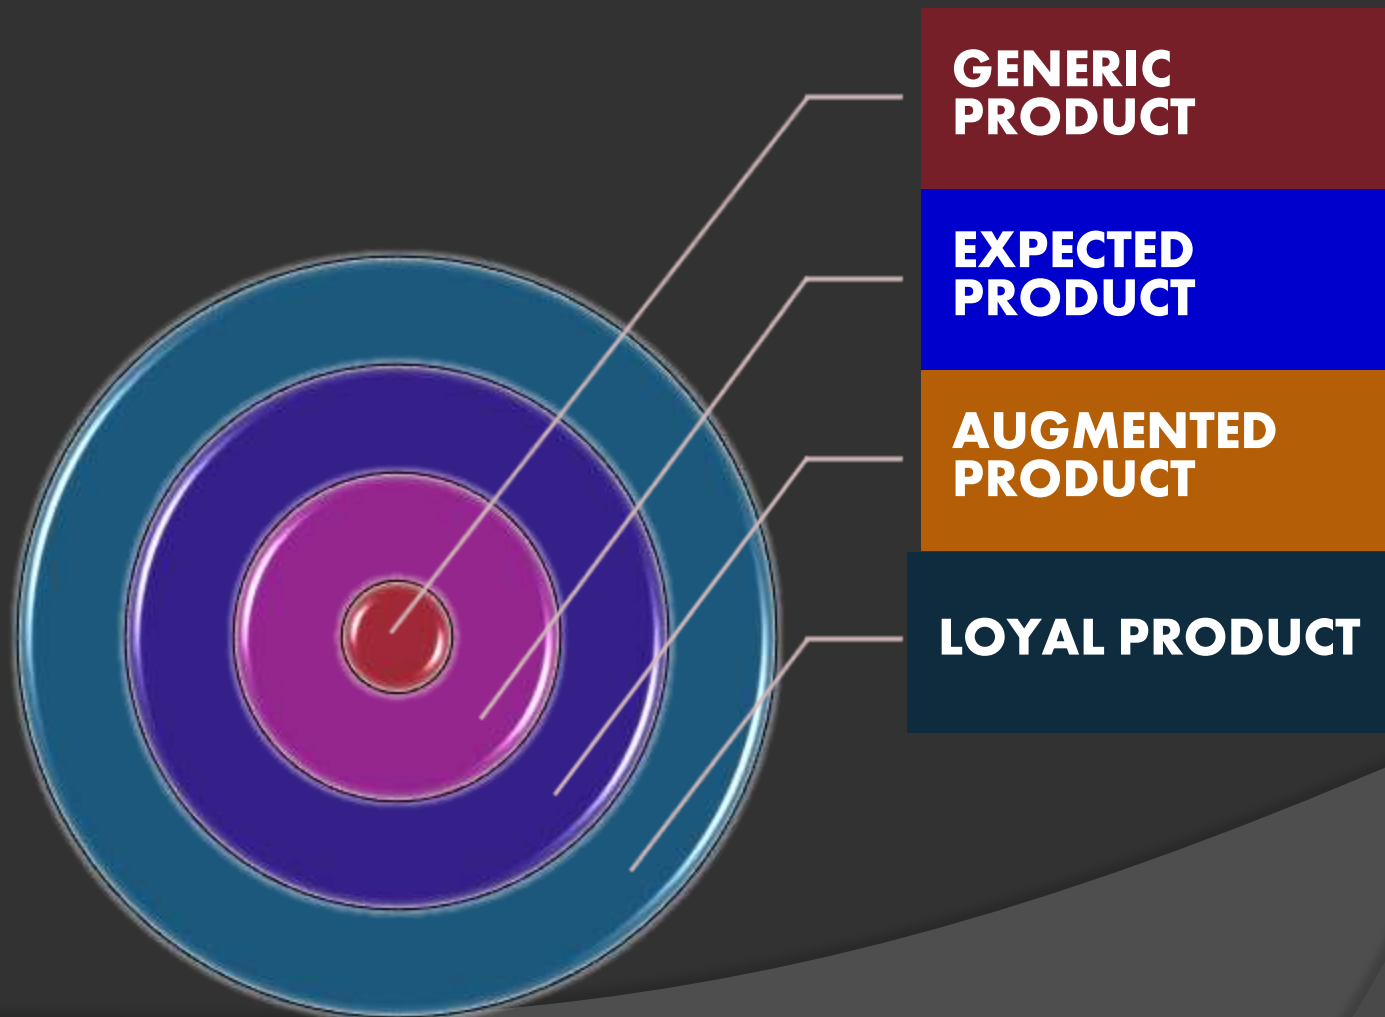 GENERIC
PRODUCT
EXPECTED
PRODUCT
AUGMENTED
PRODUCT
LOYAL PRODUCT